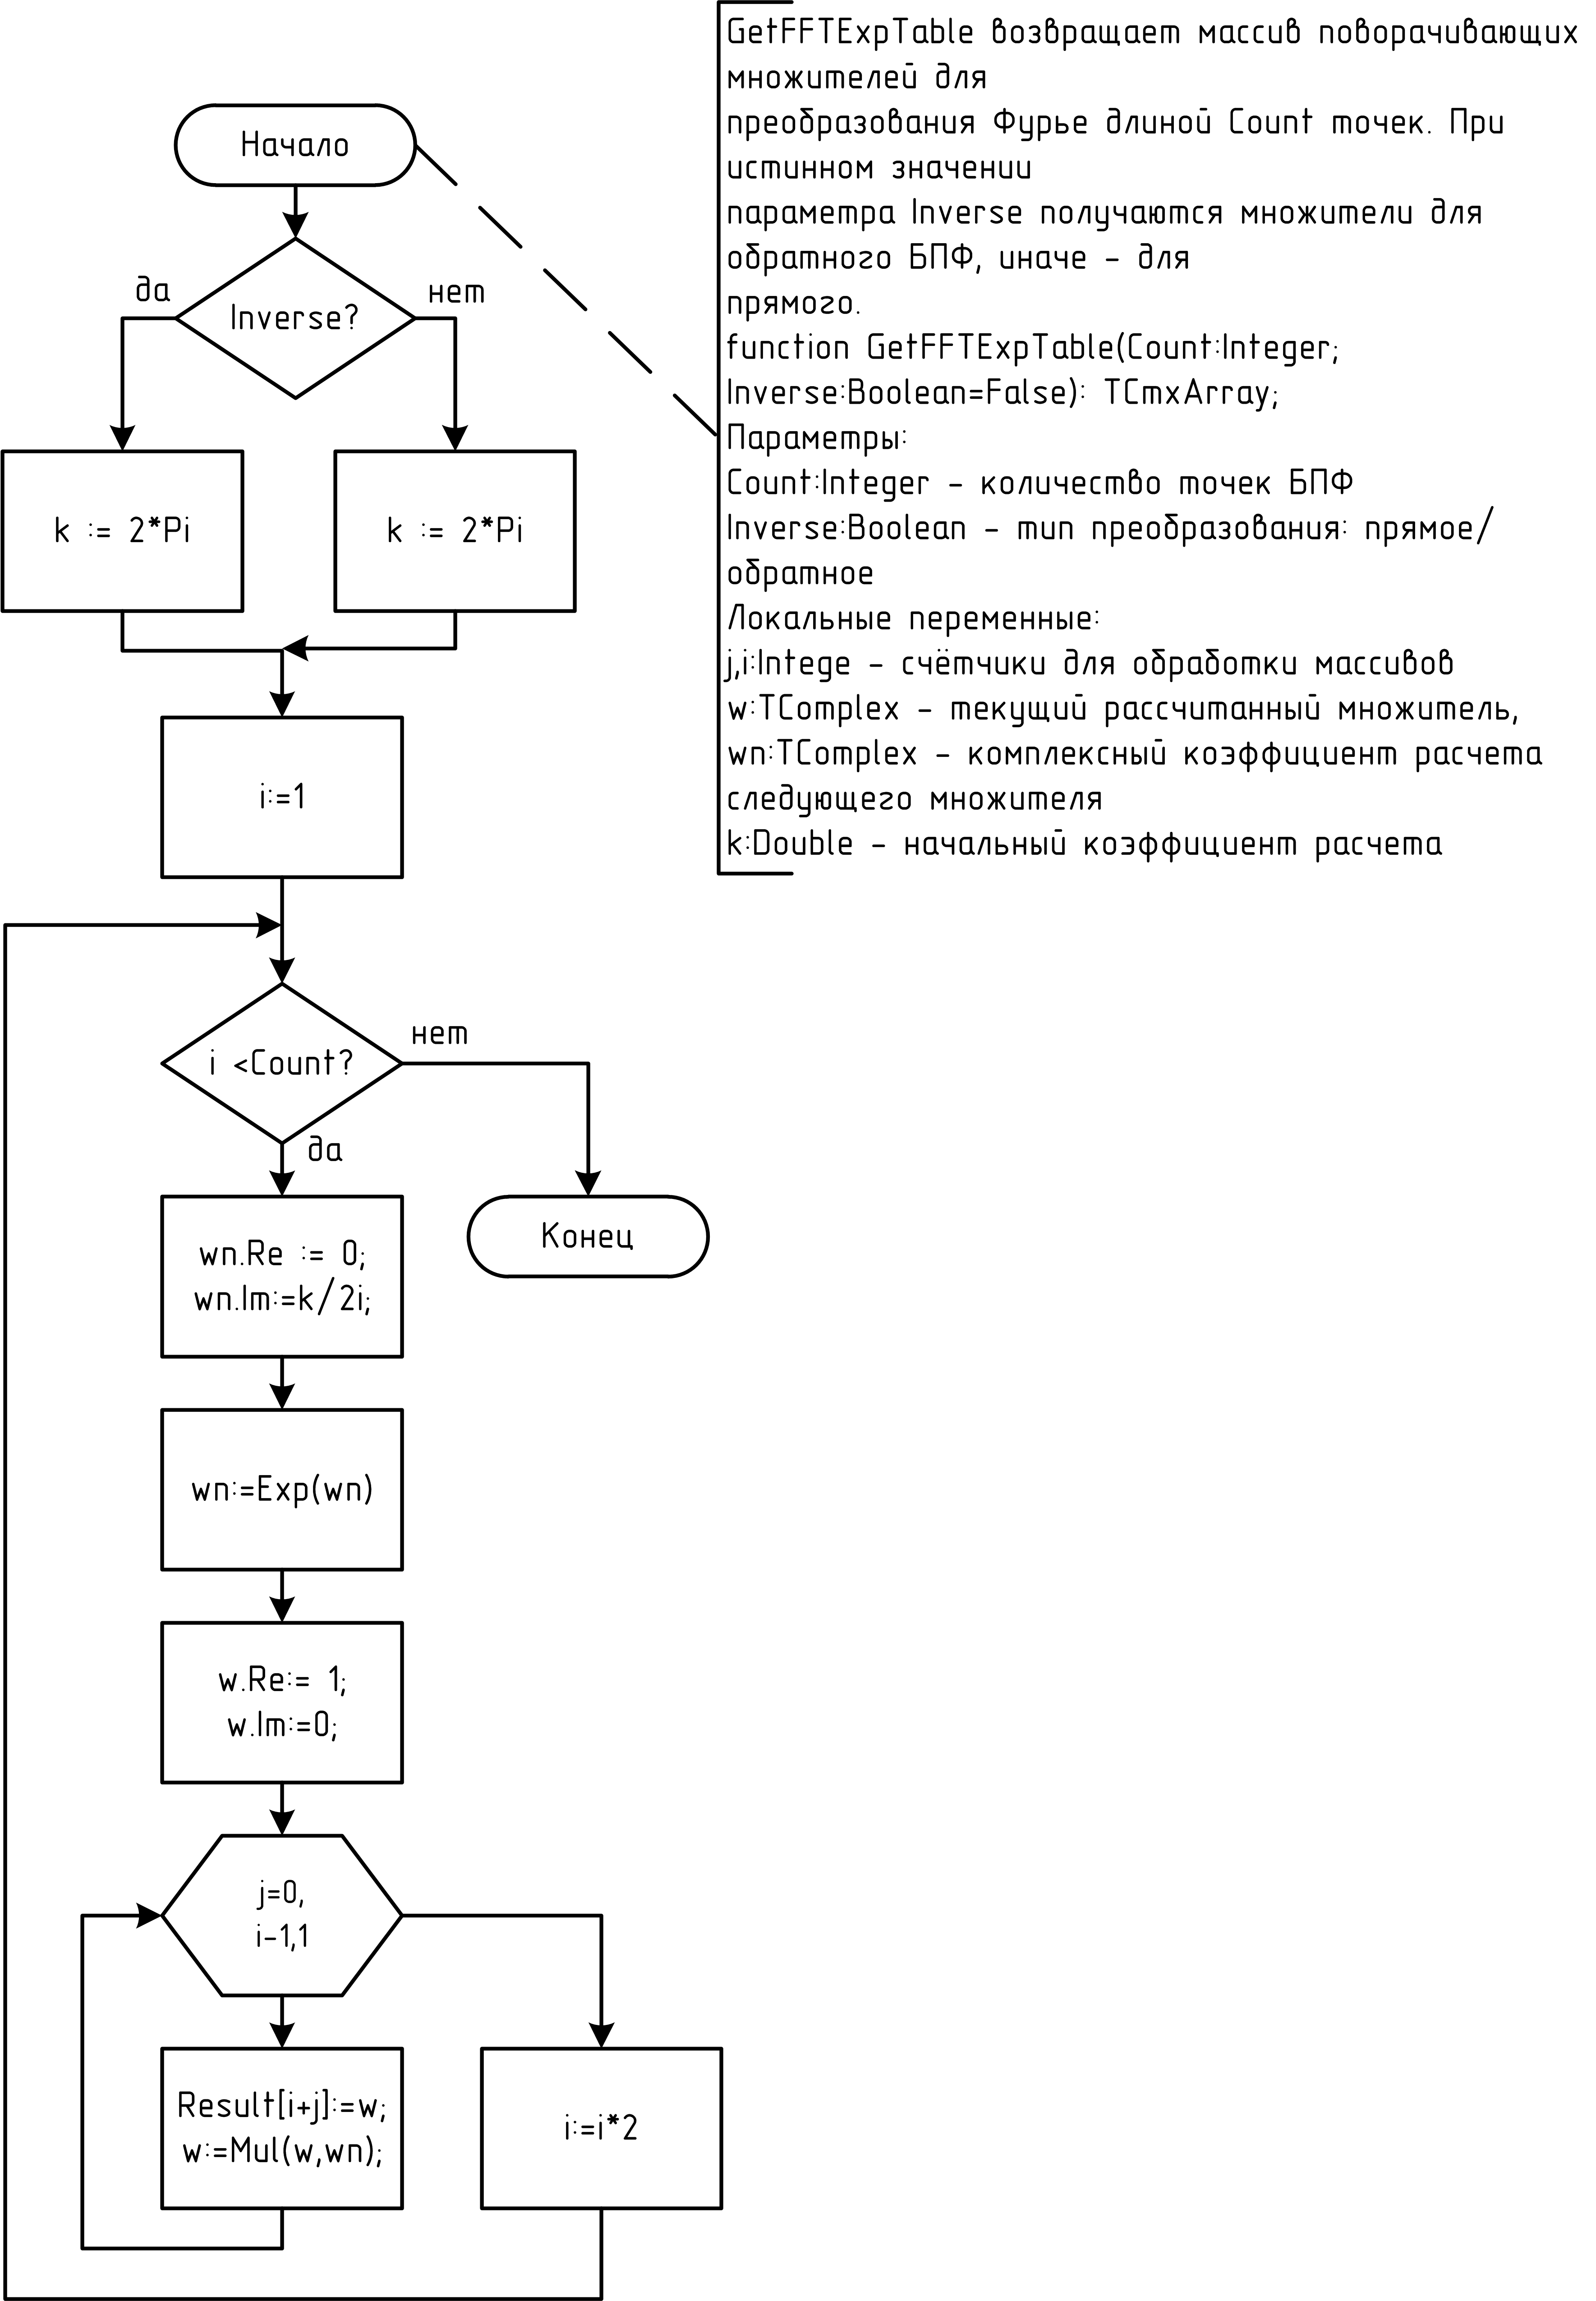 GetFFTExpTable возвращает массив поворачивающих
множителей для
преобразования Фурье длиной Count точек. При
истинном значении
параметра Inverse получаются множители для
обратного БПФ, иначе - для
прямого.
function GetFFTExpTable(Count:Integer;
Inverse:Boolean=False): TCmxArray;
Параметры:
Count:Integer - количество точек БПФ
Inverse:Boolean - тип преобразования: прямое/
обратное
Локальные переменные:
j,i:Intege - счётчики для обработки массивов
w:TComplex - текущий рассчитанный множитель,
wn:TComplex - комплексный коэффициент расчета
следующего множителя
k:Double - начальный коэффициент расчета
Начало
Inverse?
да
нет
k := 2*Pi
k := 2*Pi
i:=1
i <Count?
нет
да
Конец
wn.Re := 0;
wn.Im:=k/2i;
wn:=Exp(wn)
w.Re:= 1;
w.Im:=0;
j=0,
i-1,1
Result[i+j]:=w;
w:=Mul(w,wn);
i:=i*2